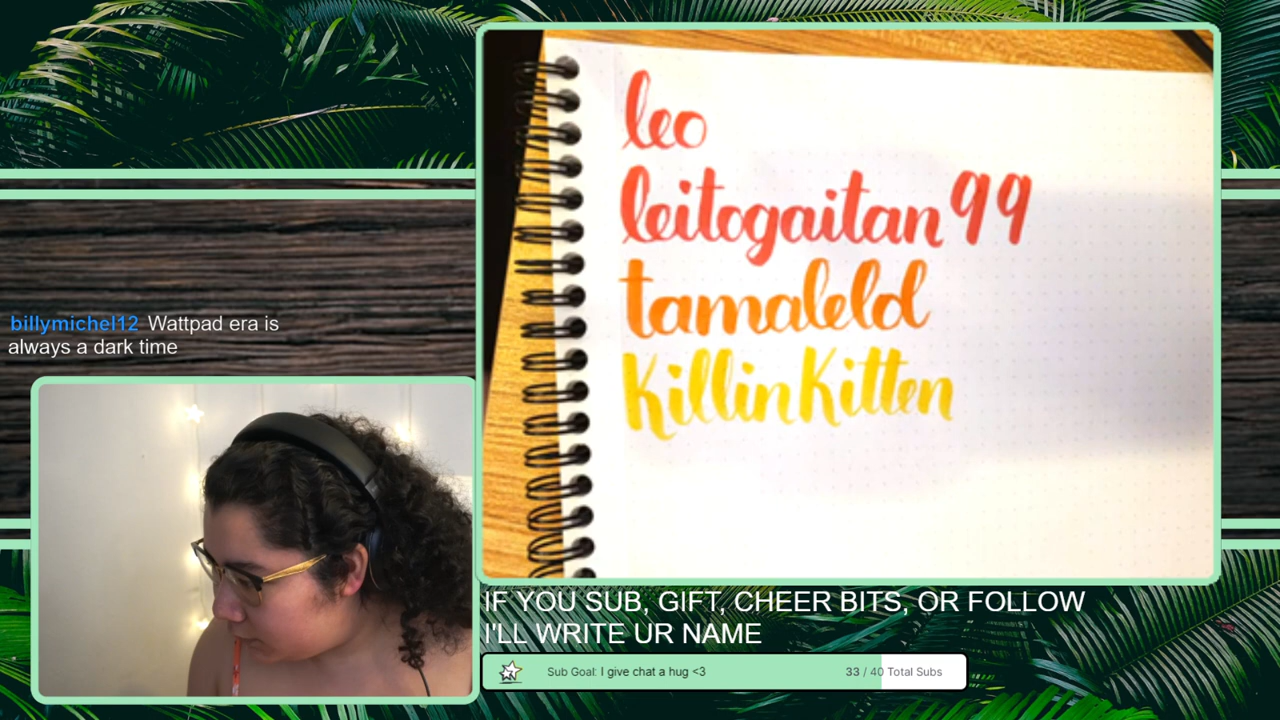 leo
leitogaitan99
tamaleld
KillinKitten
billymichel12 Wattpad era is
always a dark time
IF YOU SUB, GIFT, CHEER BITS, OR FOLLOW
I'LL WRITE UR NAME
Sub Goal: I give chat a hug <3 33 / 40 Total Subs